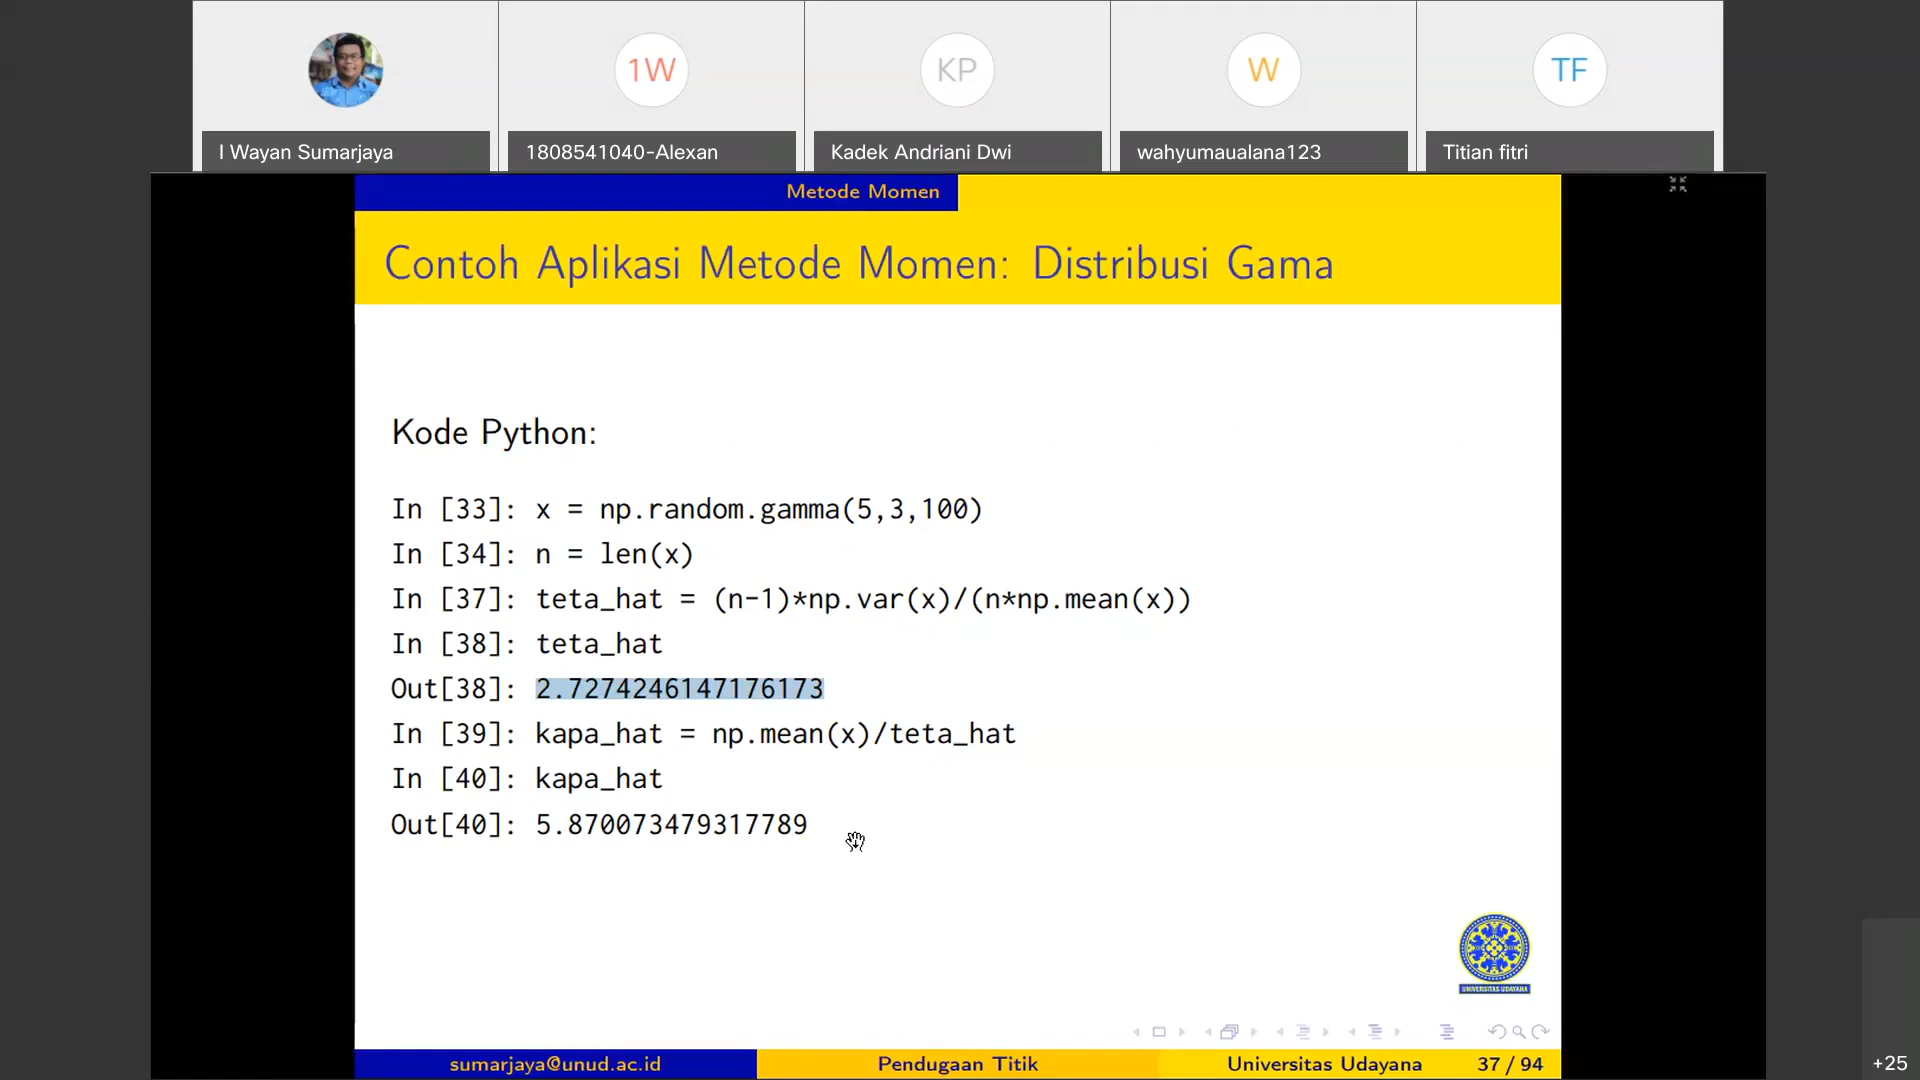 1W
KP
W
TF
I Wayan Sumarjaya
1808541040-Alexan
Kadek Andriani Dwi
wahyumaualana123
Titian fitri
Metode Momen
Contoh Aplikasi Metode Momen: Distribusi Gama
Kode Python:
In [33]: x = np.random.gamma(5,3,100)
In [34]: n = len(x)
In [37]: teta_hat = (n-1)*np.var(x)/(n*np.mean(x))
In [38]: teta_hat
Out[38]: 2.7274246147176173
In [39]: kapa_hat = np.mean(x)/teta_hat
In [40]: kapa_hat
Out[40]: 5.870073479317789
UNIVERSITAS UDAYANA
sumarjaya@unud.ac.id
Pendugaan Titik
Universitas Udayana
37 / 94
+25